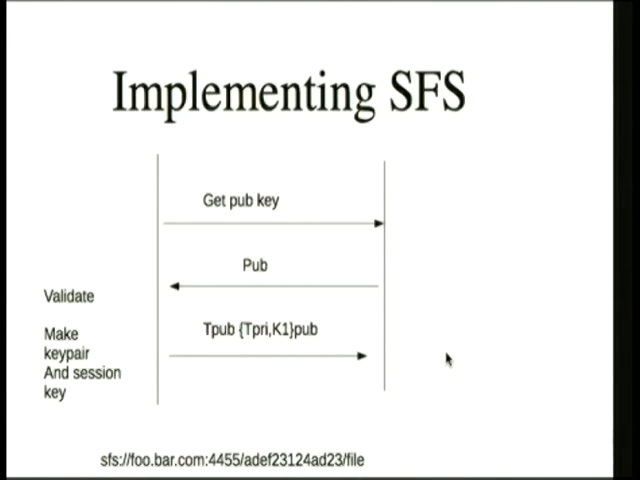 Implementing SFS
Get pub key
Pub
Validate
Tpub {Tpri,K1}pub
Make
keypair
And session
key
sfs://foo.bar.com:4455/adef23124ad23/file